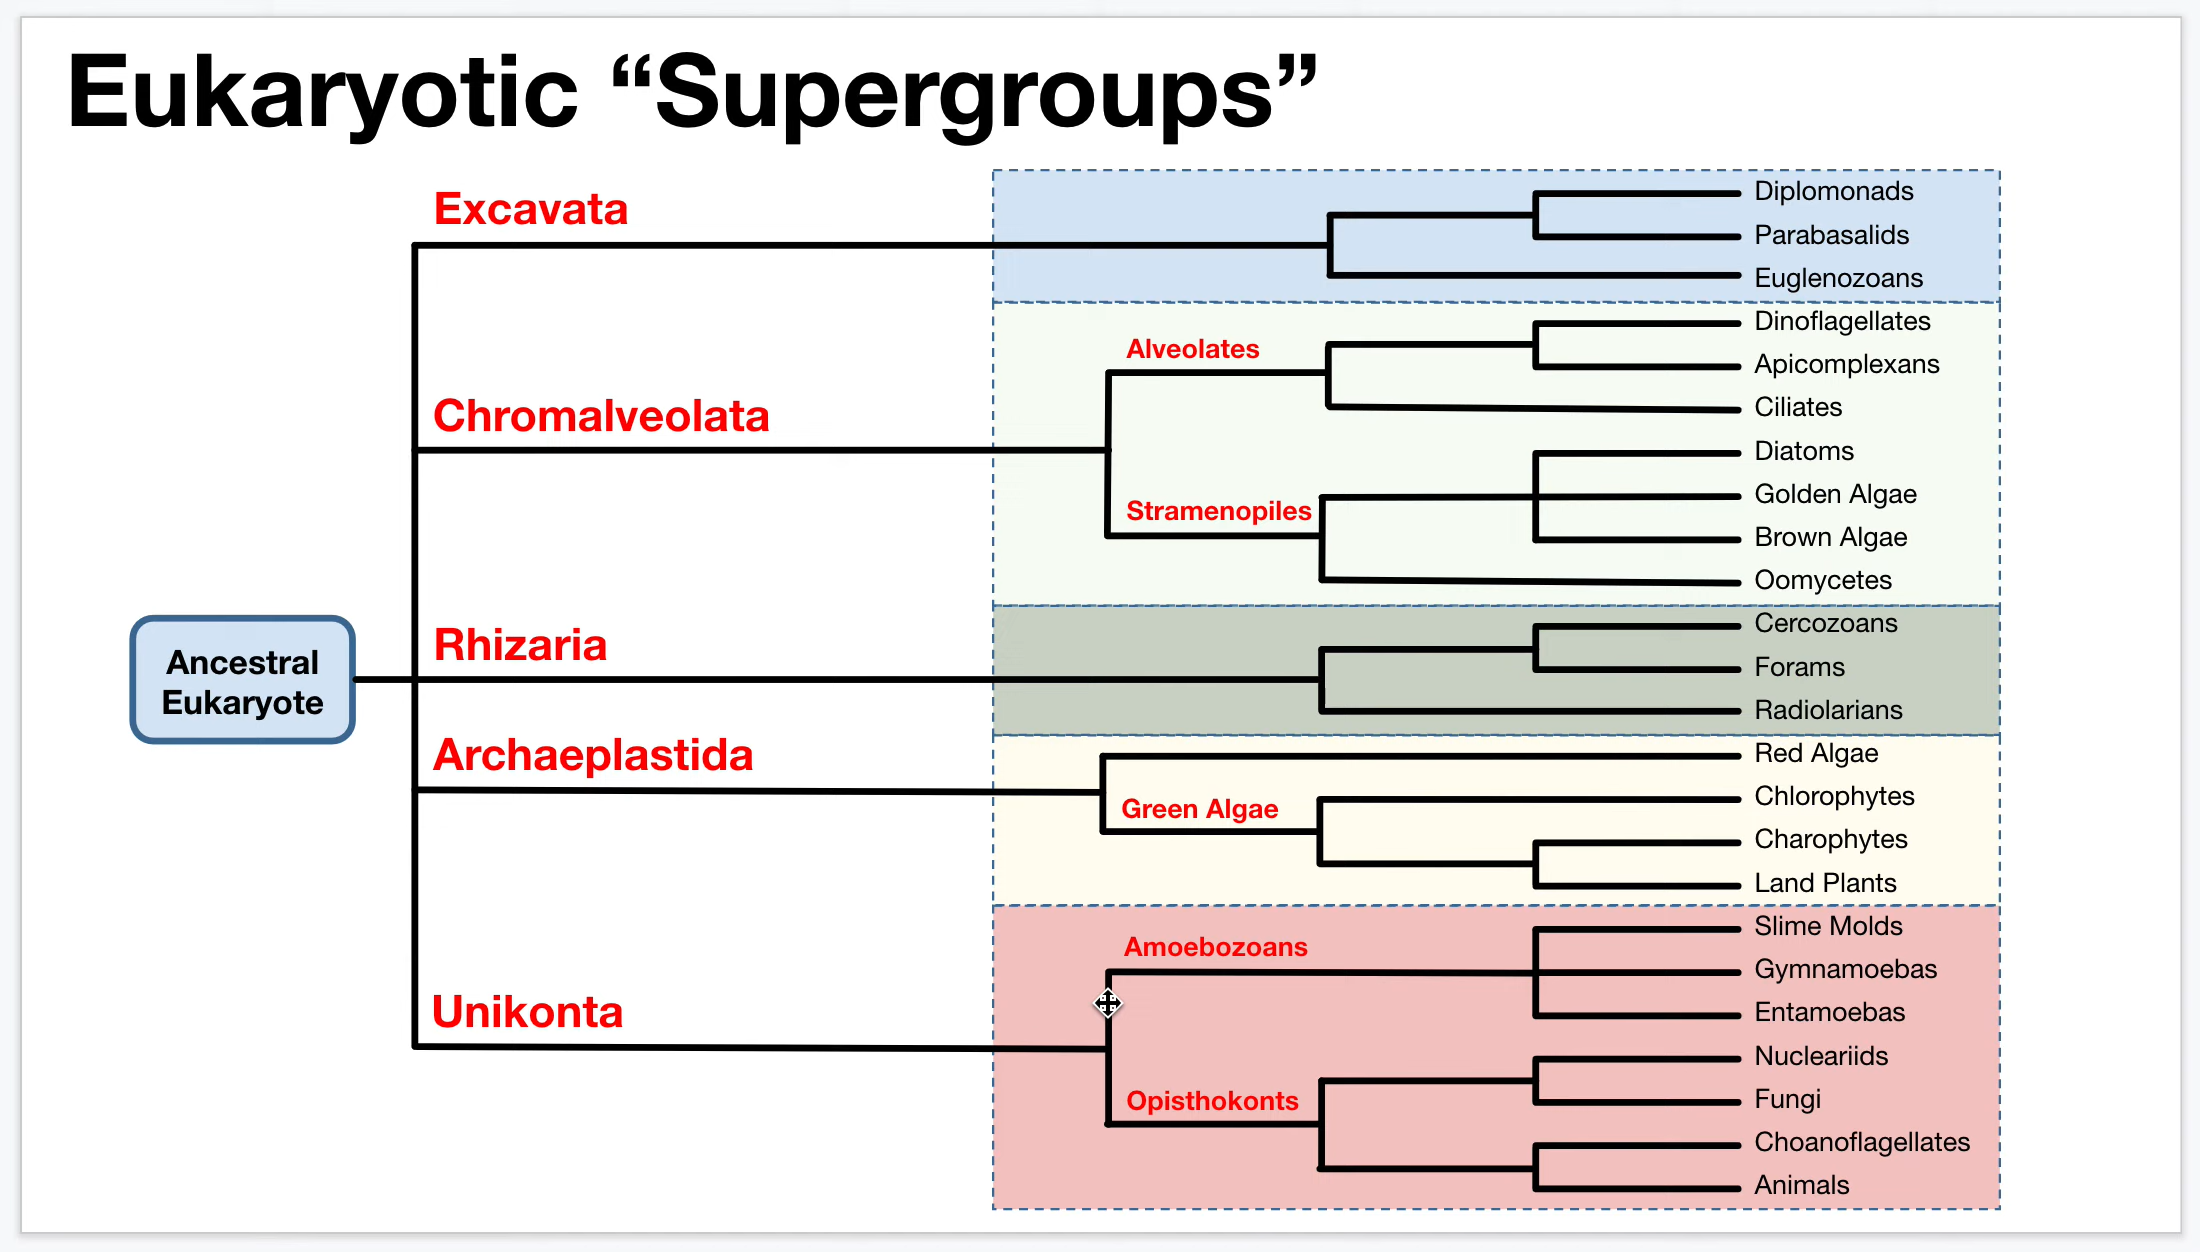 Eukaryotic “Supergroups”
Excavata
Diplomonads
Parabasalids
Euglenozoans
Chromalveolata
Alveolates
Dinoflagellates
Apicomplexans
Ciliates
Stramenopiles
Diatoms
Golden Algae
Brown Algae
Oomycetes
Ancestral
Eukaryote
Rhizaria
Cercozoans
Forams
Radiolarians
Archaeplastida
Red Algae
Green Algae
Chlorophytes
Charophytes
Land Plants
Unikonta
Amoebozoans
Slime Molds
Gymnamoebas
Entamoebas
Opisthokonts
Nucleariids
Fungi
Choanoflagellates
Animals